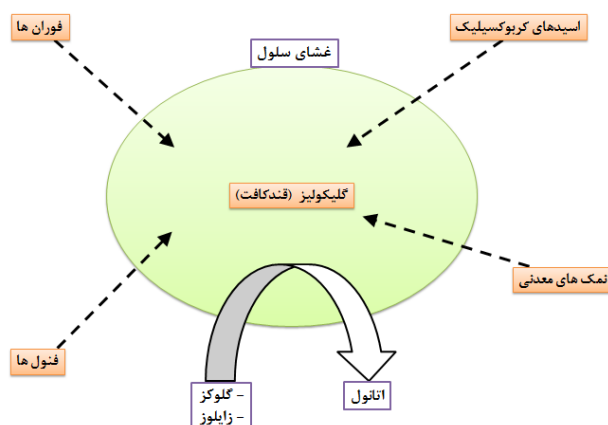 اسیدهای کربوکسیلیک
فوران ها
غشای سلول
گلیکولیز (قندکافت)
نمک های معدنی
فنول ها
اتانول
- گلوکز
- زایلوز